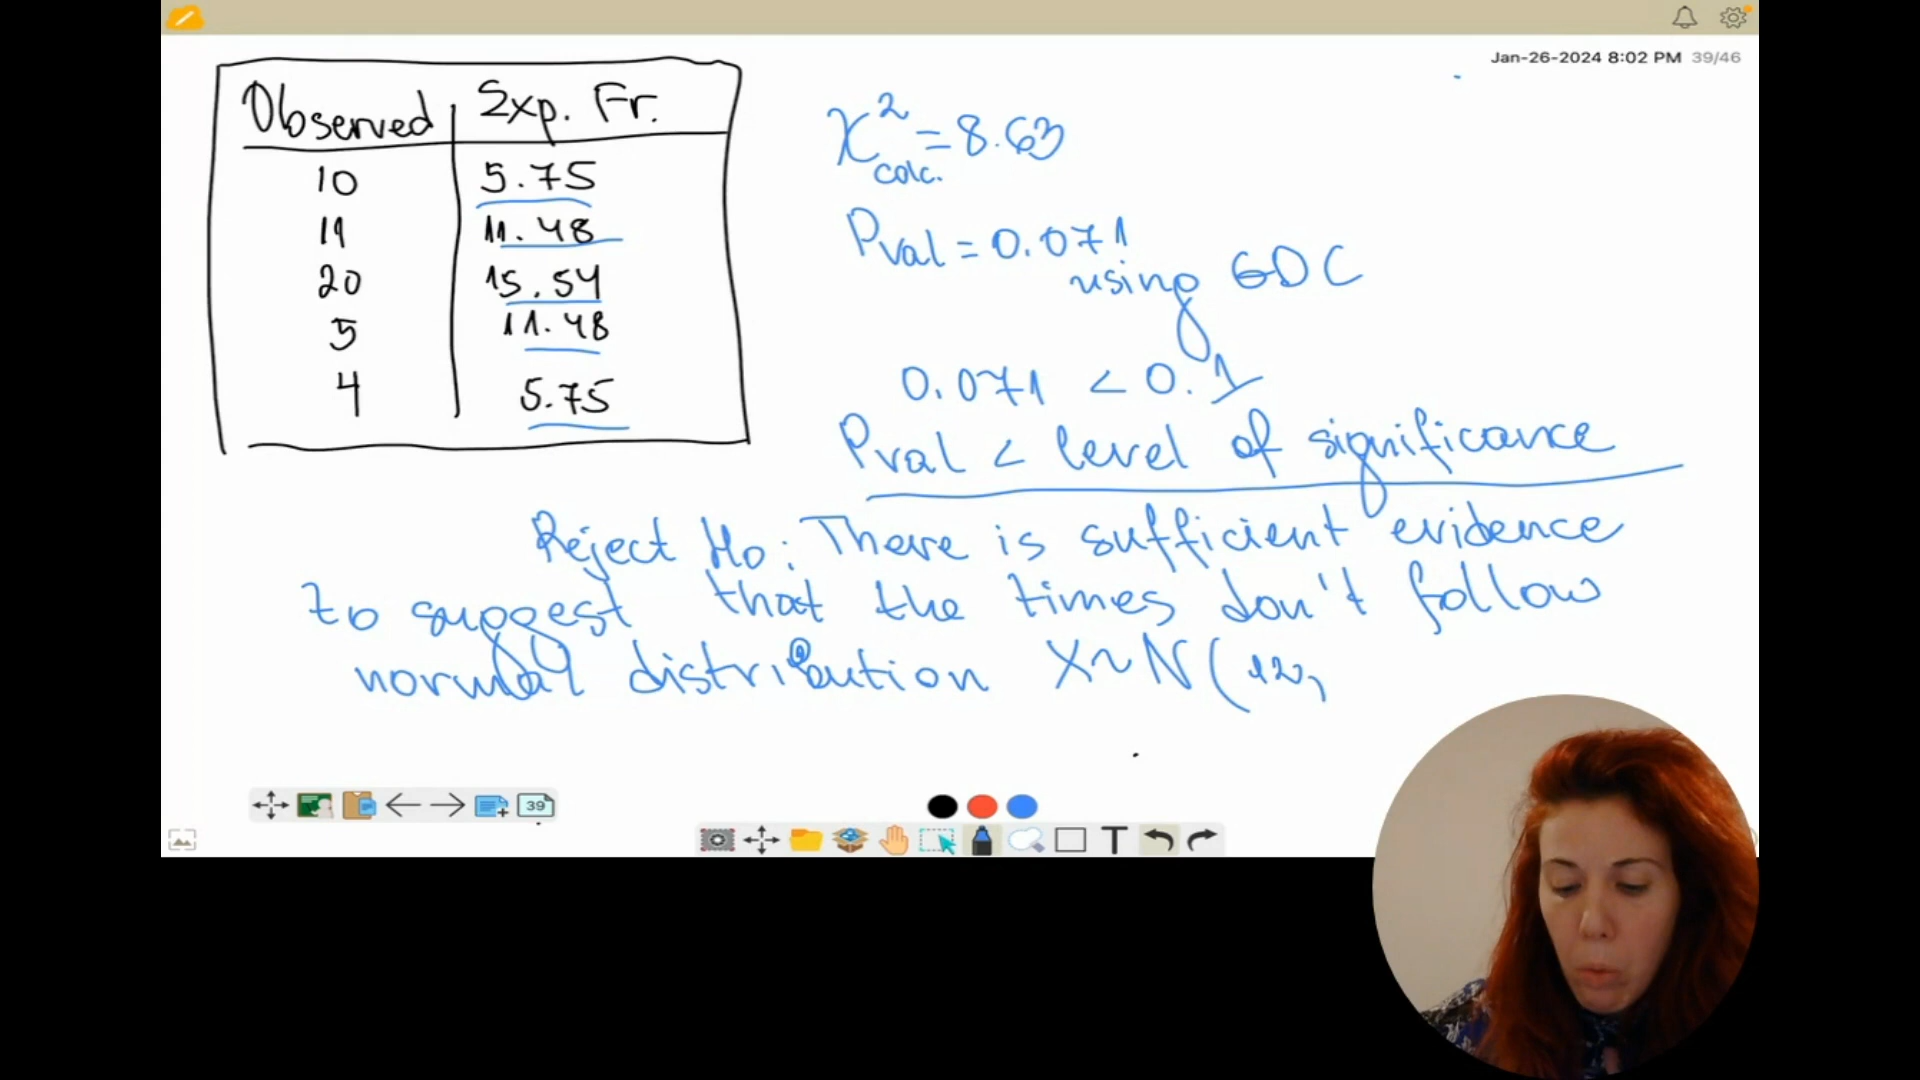 Jan-26-2024 8:02 PM 39/46
Observed Exp. Fr.
10 5.75
11 11.48
20 15.54
5 11.48
4 5.75
χ² calc. = 8.63
Pval = 0.071
using GDC
0.071 < 0.1
Pval < level of significance
Reject Ho: There is sufficient evidence
to suggest that the times don't follow
normal distribution X~N(12,
39
T